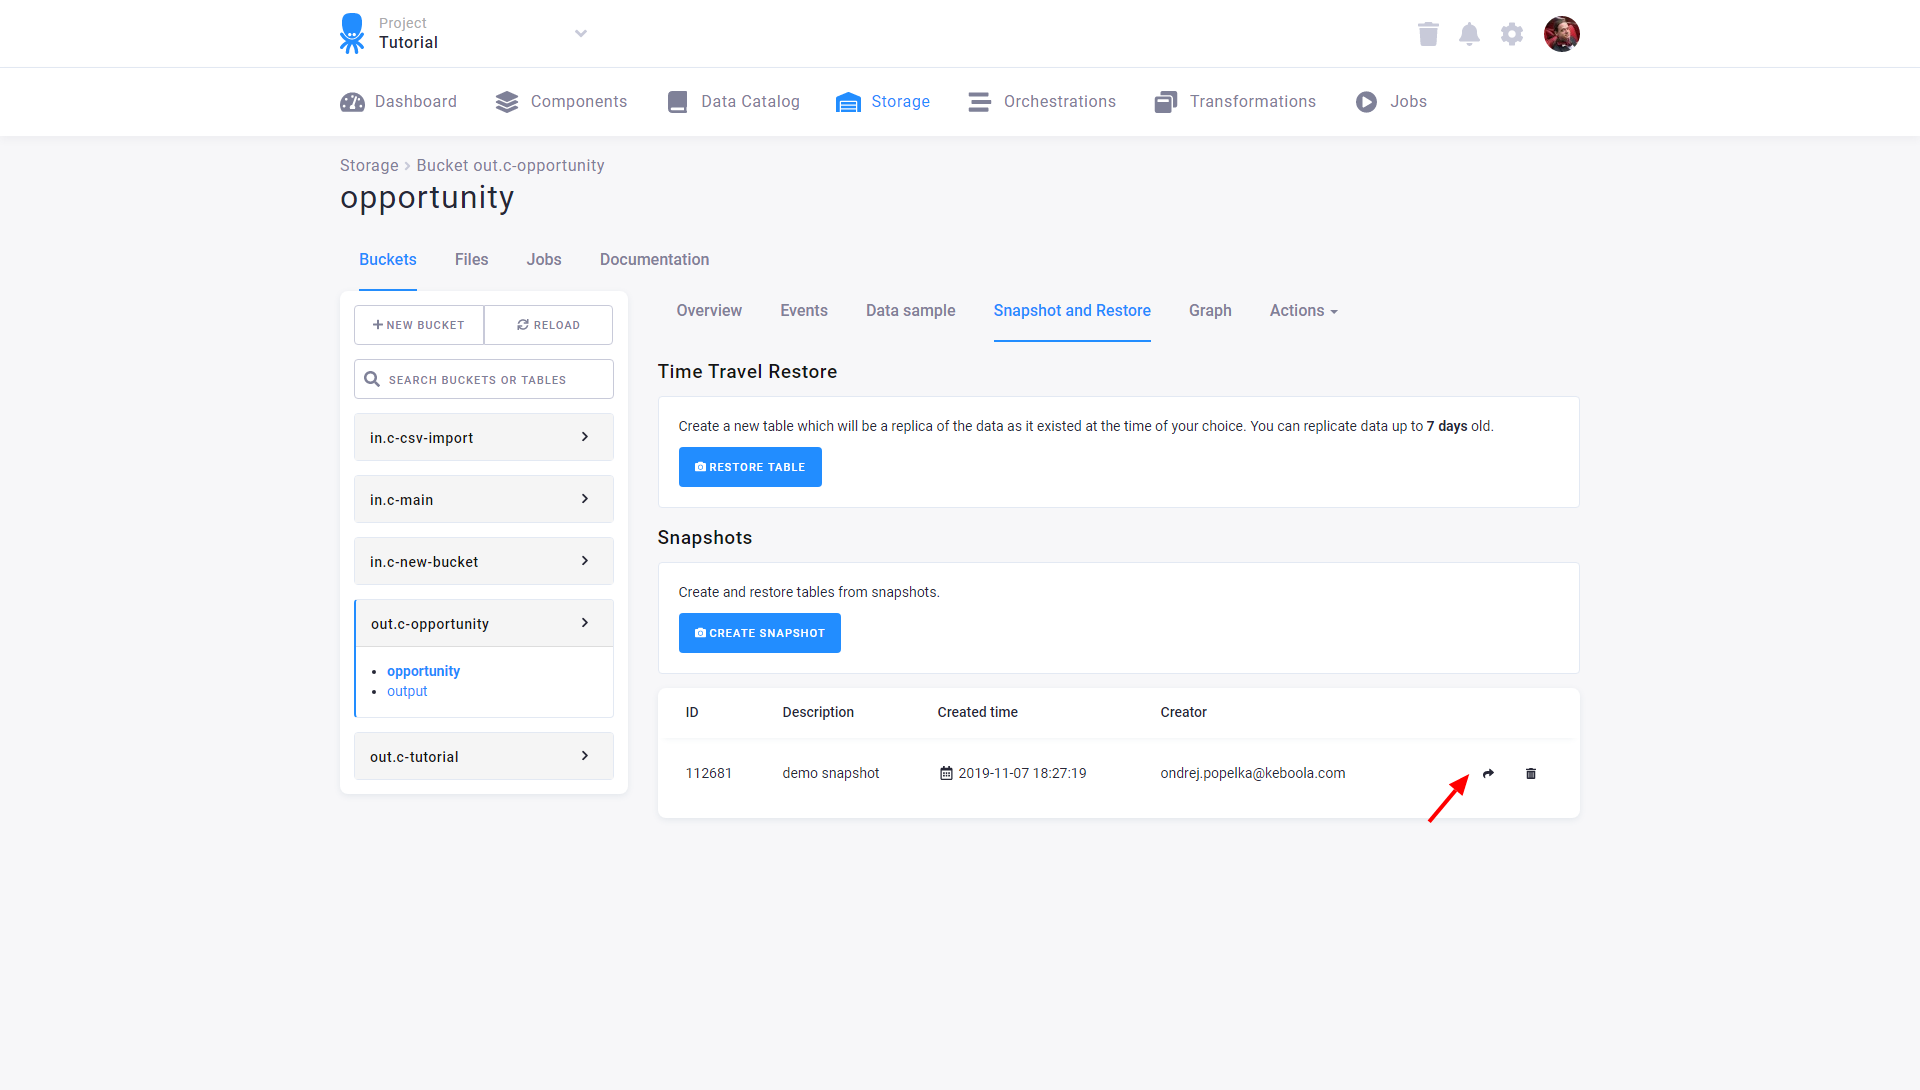 Project
Tutorial
Dashboard
Components
Data Catalog
Storage
Orchestrations
Transformations
Jobs
Storage
Bucket out.c-opportunity
opportunity
Buckets
Files
Jobs
Documentation
NEW BUCKET
RELOAD
SEARCH BUCKETS OR TABLES
in.c-csv-import
in.c-main
in.c-new-bucket
out.c-opportunity
opportunity
output
out.c-tutorial
Overview
Events
Data sample
Snapshot and Restore
Graph
Actions
Time Travel Restore
Create a new table which will be a replica of the data as it existed at the time of your choice. You can replicate data up to 7 days old.
RESTORE TABLE
Snapshots
Create and restore tables from snapshots.
CREATE SNAPSHOT
ID Description Created time Creator
112681 demo snapshot 2019-11-07 18:27:19 ondrej.popelka@keboola.com